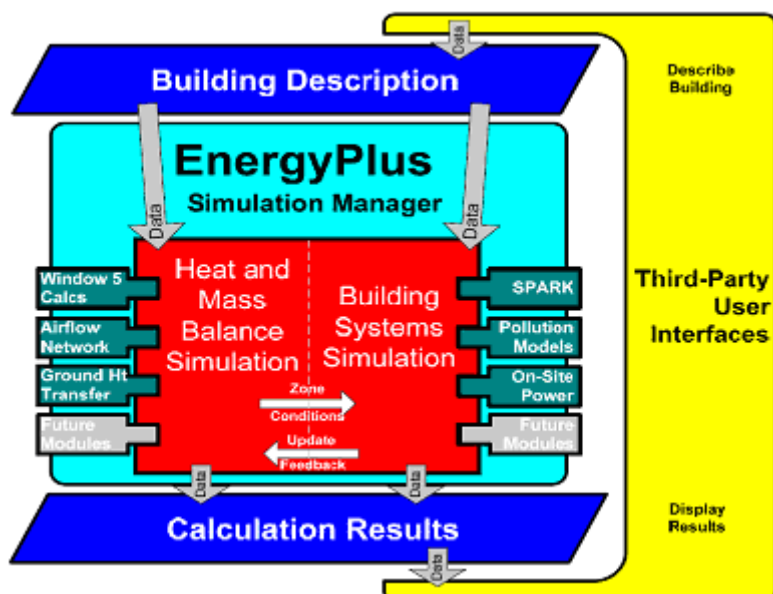 Data
Describe
Building
Building Description
EnergyPlus
Simulation Manager
Data
Data
Window 5
Calcs
Airflow
Network
Ground Ht
Transfer
Future
Modules
Heat and
Mass
Balance
Simulation
Building
Systems
Simulation
Zone
Conditions
Update
Feedback
SPARK
Pollution
Models
On-Site
Power
Future
Modules
Third-Party
User
Interfaces
Data
Data
Calculation Results
Display
Results
Data